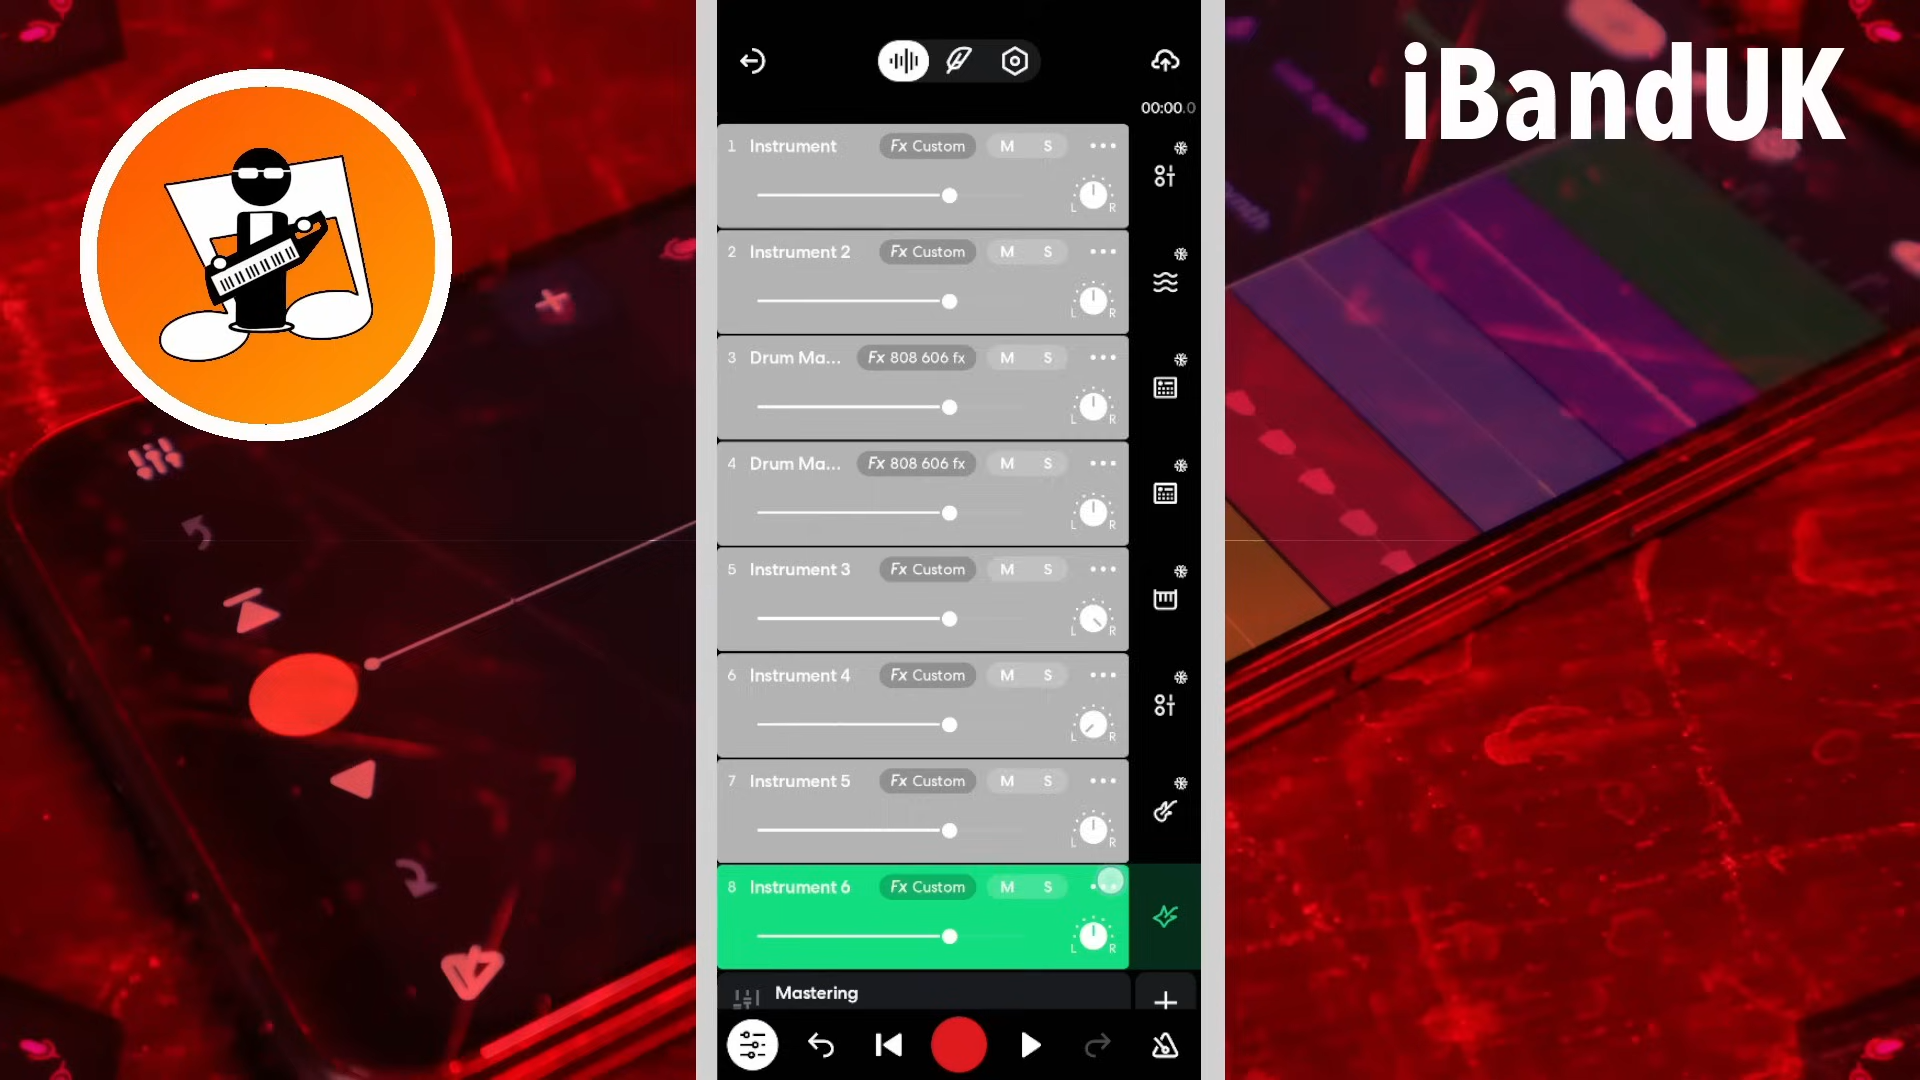 iBandUK
00:00.0
1 Instrument Fx Custom M S
L R
2 Instrument 2 Fx Custom M S
L R
3 Drum Ma... Fx 808 606 fx M S
L R
4 Drum Ma... Fx 808 606 fx M S
L R
5 Instrument 3 Fx Custom M S
L R
6 Instrument 4 Fx Custom M S
L R
7 Instrument 5 Fx Custom M S
L R
8 Instrument 6 Fx Custom M S
L R
Mastering